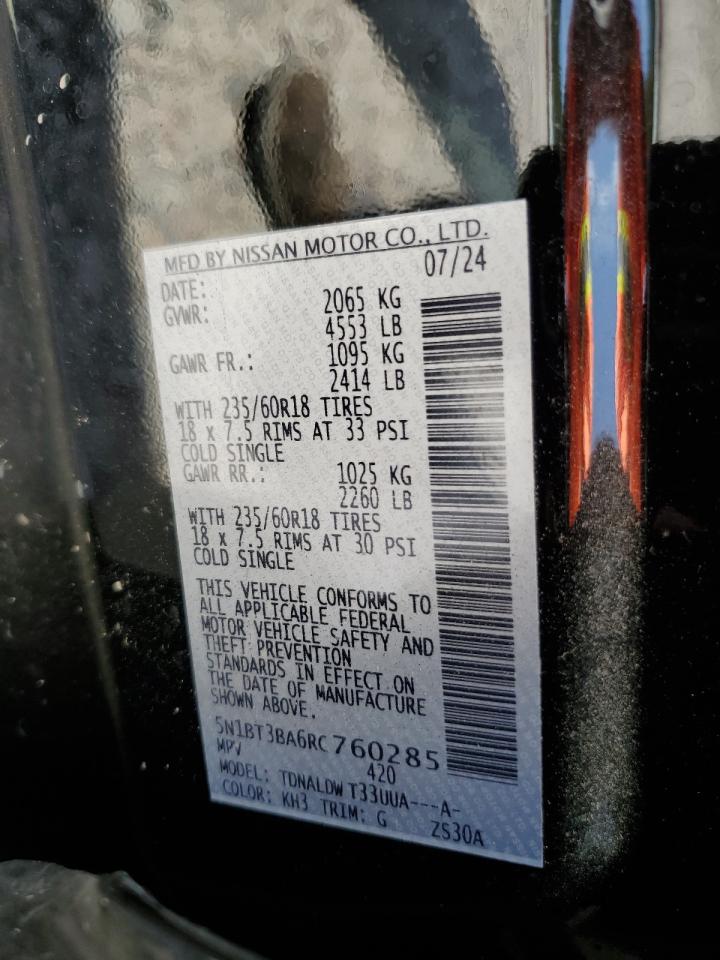 MFD BY NISSAN MOTOR CO., LTD.
DATE: 07/24
GVWR: 2065 KG
4553 LB
GAWR FR.: 1095 KG
2414 LB
WITH 235/60R18 TIRES
18 x 7.5 RIMS AT 33 PSI
COLD SINGLE
GAWR RR.: 1025 KG
2260 LB
WITH 235/60R18 TIRES
18 x 7.5 RIMS AT 30 PSI
COLD SINGLE
THIS VEHICLE CONFORMS TO
ALL APPLICABLE FEDERAL
MOTOR VEHICLE SAFETY AND
THEFT PREVENTION
STANDARDS IN EFFECT ON
THE DATE OF MANUFACTURE
SHOWN ABOVE.
5N1BT3BA6RC760285
MPV 420
MODEL: TDNALDW T33UUA---A-
COLOR: KH3 TRIM: G ZS30A